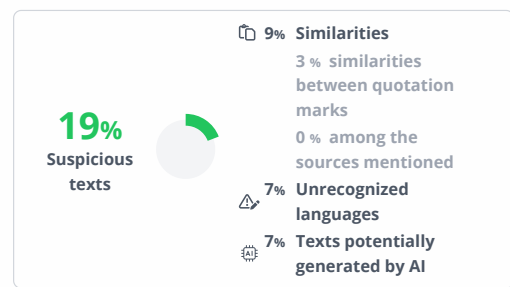 19%
Suspicious
texts
9% Similarities
3 % similarities
between quotation
marks
0 % among the
sources mentioned
7% Unrecognized
languages
AI
7% Texts potentially
generated by AI